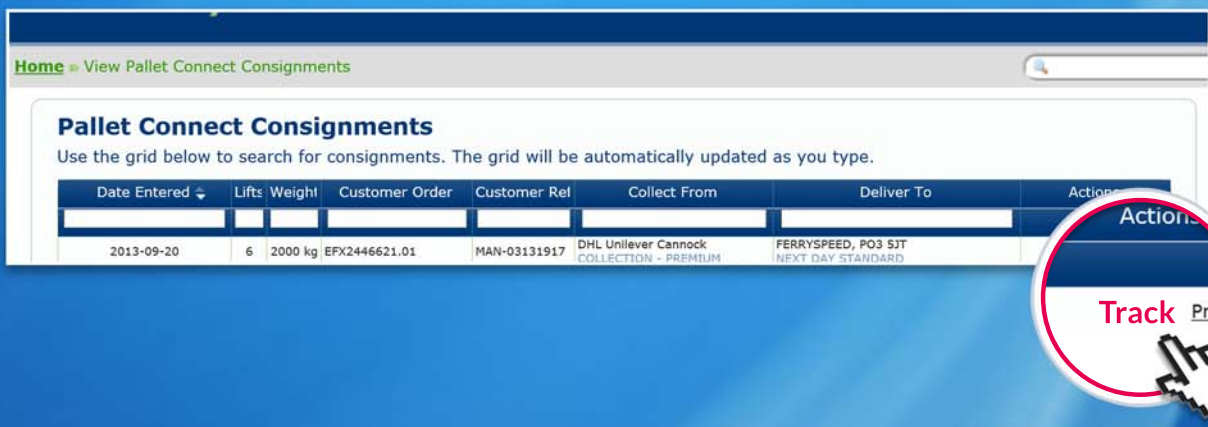 Home » View Pallet Connect Consignments
Pallet Connect Consignments
Use the grid below to search for consignments. The grid will be automatically updated as you type.
Date Entered Lifts Weight Customer Order Customer Ref Collect From Deliver To Actions
2013-09-20 6 2000 kg EFX2446621.01 MAN-03131917 DHL Unilever Cannock FERRYSPEED, PO3 5JT
COLLECTION - PREMIUM NEXT DAY STANDARD
Actions
Track